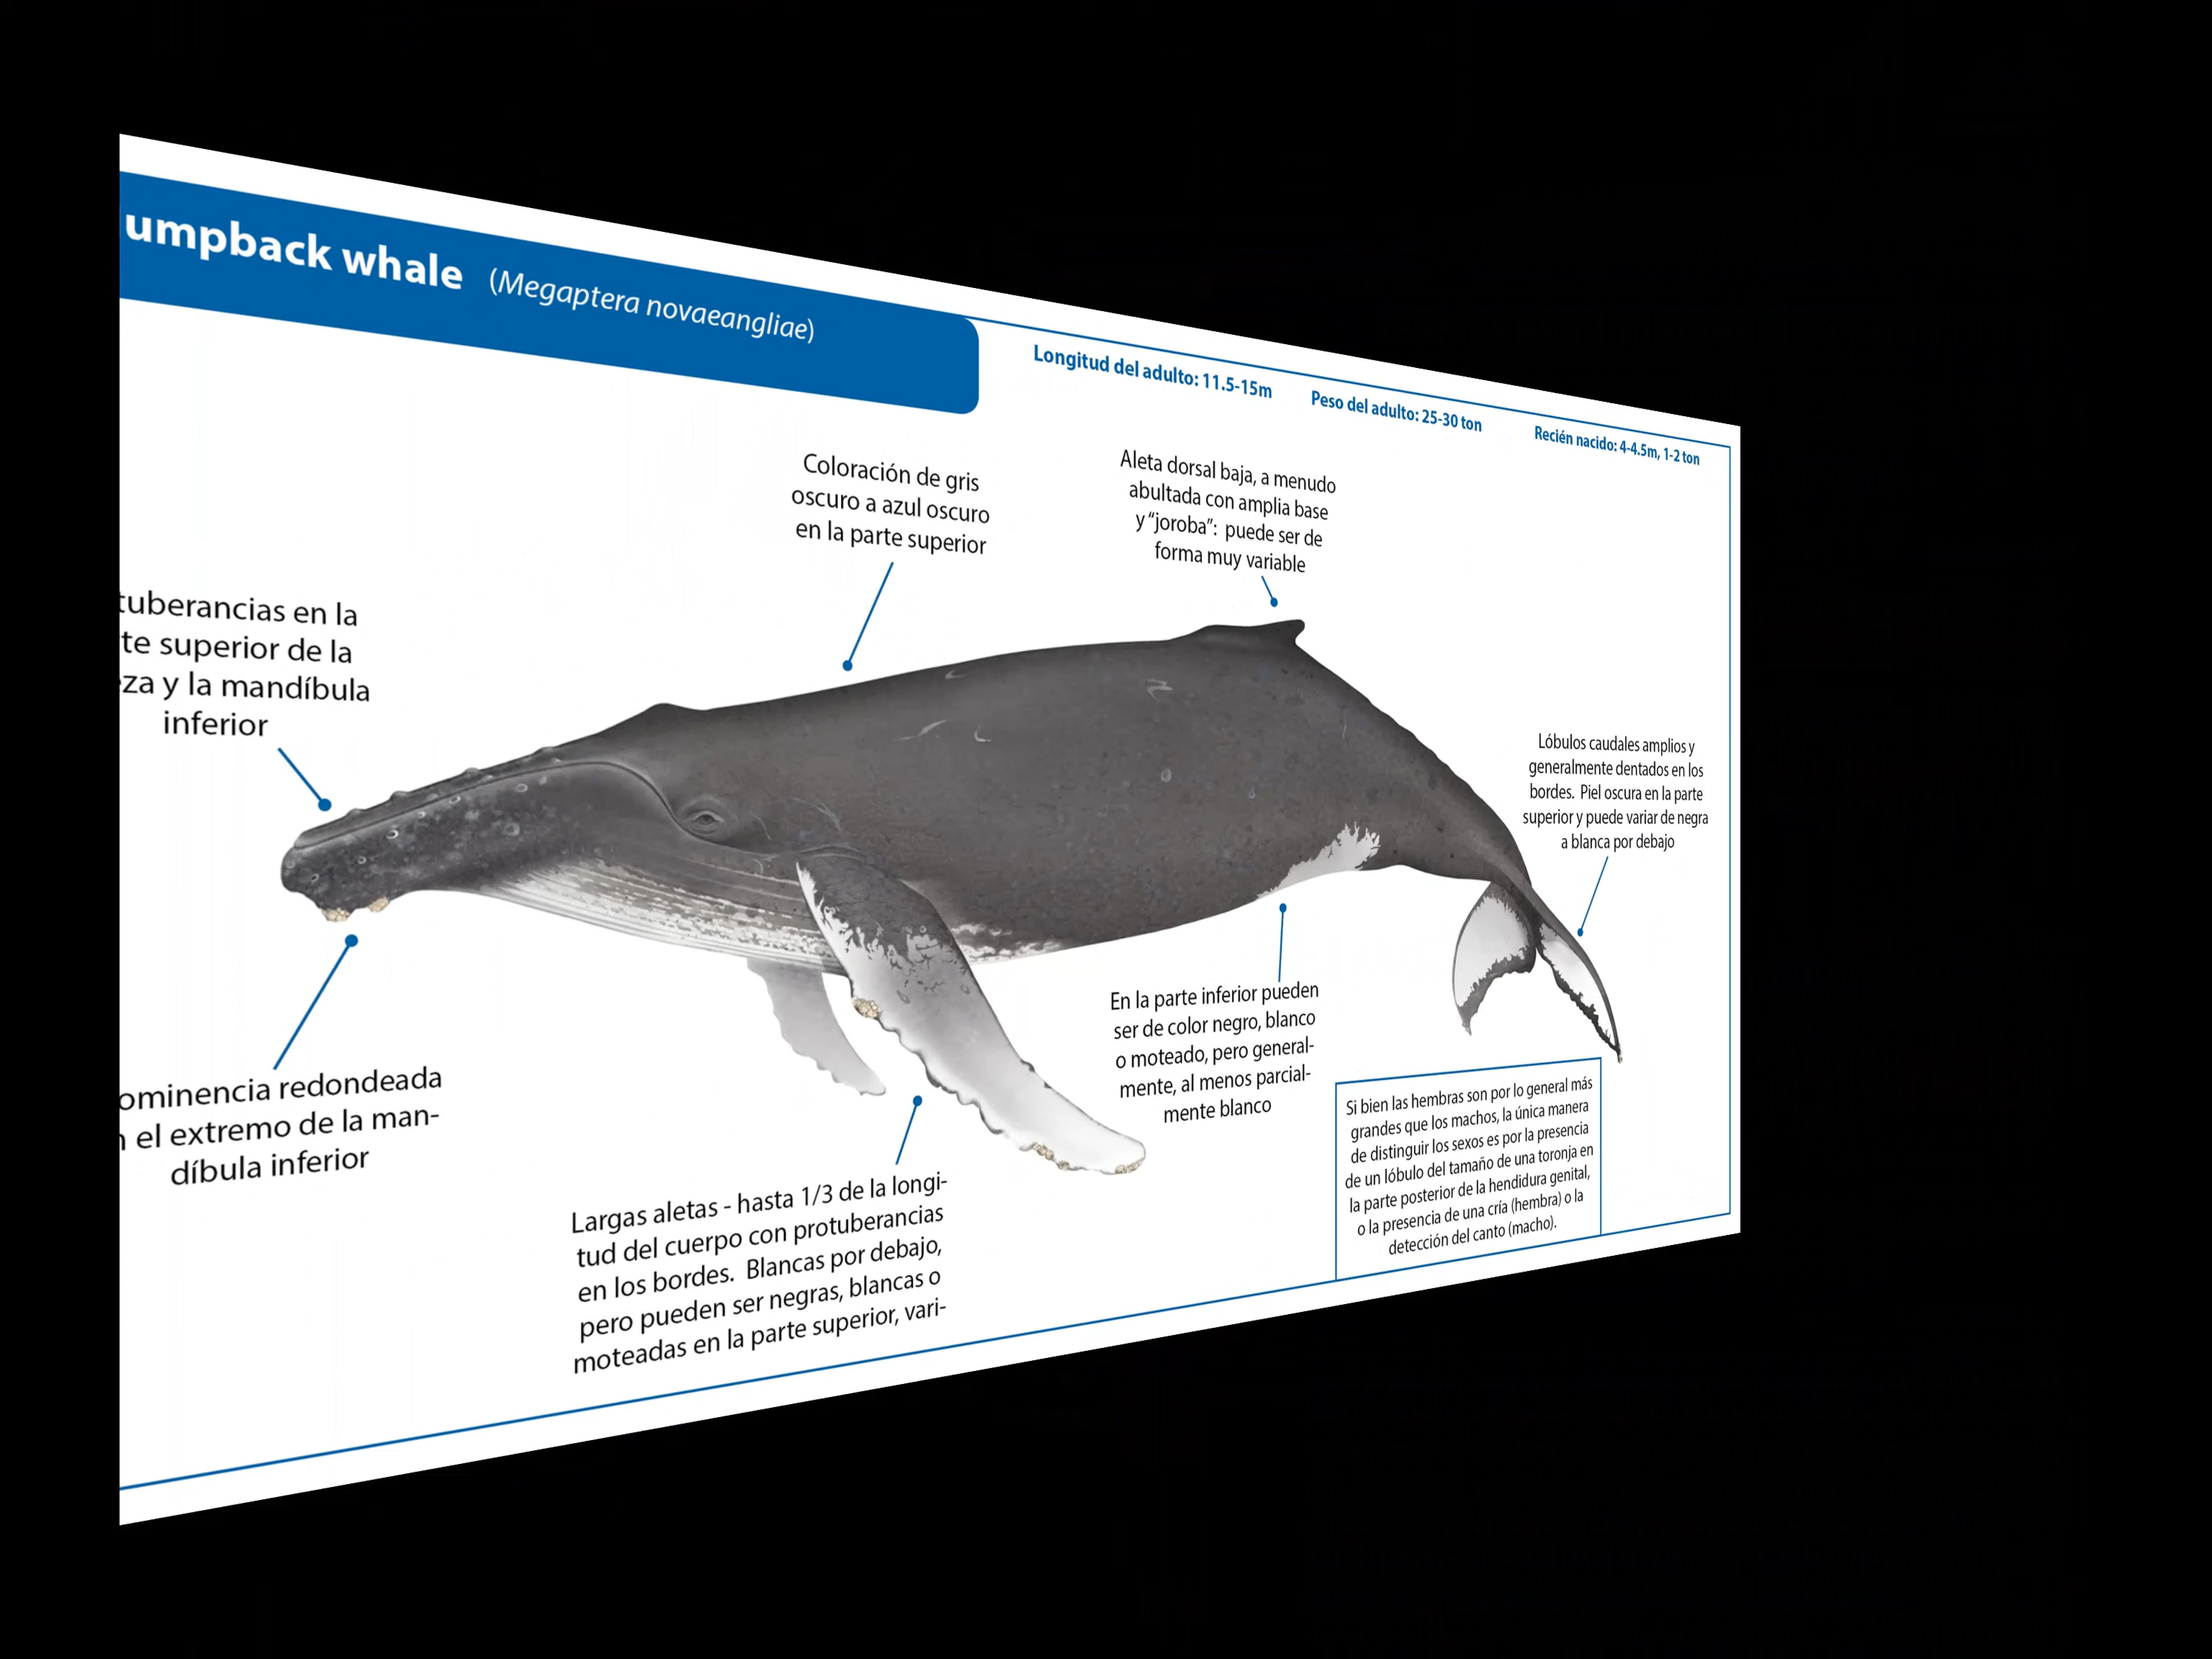 umpback whale (Megaptera novaeangliae)
Longitud del adulto: 11.5-15m
Peso del adulto: 25-30 ton
Recién nacido: 4-4.5m, 1-2 ton
Coloración de gris
oscuro a azul oscuro
en la parte superior
Aleta dorsal baja, a menudo
abultada con amplia base
y “joroba”: puede ser de
forma muy variable
tuberancias en la
te superior de la
za y la mandíbula
inferior
Lóbulos caudales amplios y
generalmente dentados en los
bordes. Piel oscura en la parte
superior y puede variar de negra
a blanca por debajo
ominencia redondeada
el extremo de la man-
díbula inferior
En la parte inferior pueden
ser de color negro, blanco
o moteado, pero general-
mente, al menos parcial-
mente blanco
Largas aletas - hasta 1/3 de la longi-
tud del cuerpo con protuberancias
en los bordes. Blancas por debajo,
pero pueden ser negras, blancas o
moteadas en la parte superior, vari-
Si bien las hembras son por lo general más
grandes que los machos, la única manera
de distinguir los sexos es por la presencia
de un lóbulo del tamaño de una toronja en
la parte posterior de la hendidura genital,
o la presencia de una cría (hembra) o la
detección del canto (macho).